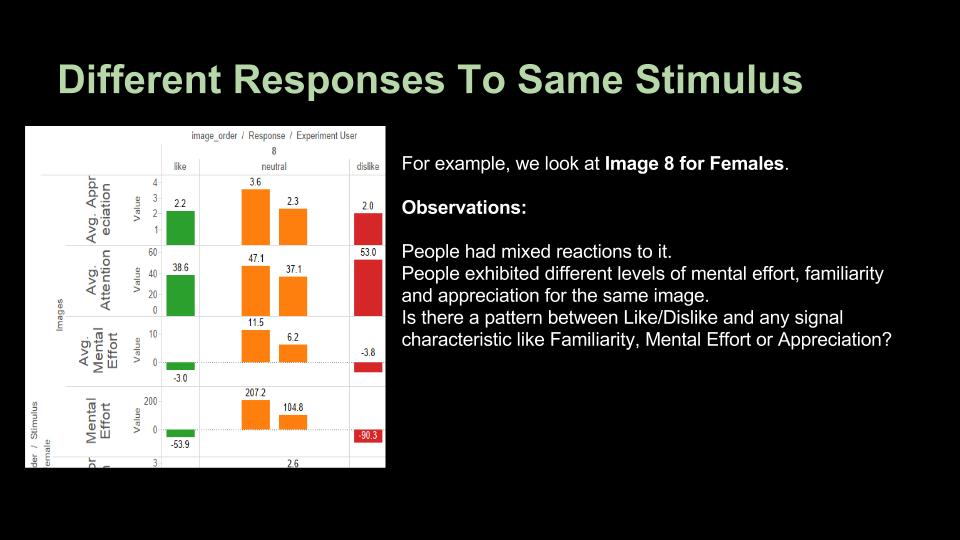 Different Responses To Same Stimulus
image_order / Response / Experiment User
8
like neutral dislike
Avg. Appr
eciation
Value
4
3
2
1
2.2
3.6
2.3
2.0
Avg.
Attention
Value
60
40
20
0
38.6
47.1
37.1
53.0
Images
Avg.
Mental
Effort
Value
10
0
-3.0
11.5
6.2
-3.8
Mental
Effort
Value
200
0
-53.9
207.2
104.8
-90.3
der / Stimulus
emale
3
2.6
For example, we look at Image 8 for Females.
Observations:
People had mixed reactions to it.
People exhibited different levels of mental effort, familiarity
and appreciation for the same image.
Is there a pattern between Like/Dislike and any signal
characteristic like Familiarity, Mental Effort or Appreciation?